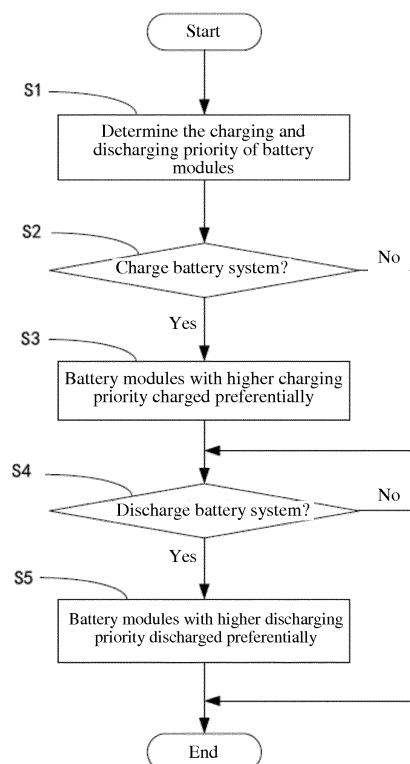 Start
S1
Determine the charging and
discharging priority of battery
modules
S2
Charge battery system?
No
Yes
S3
Battery modules with higher charging
priority charged preferentially
S4
Discharge battery system?
No
Yes
S5
Battery modules with higher discharging
priority discharged preferentially
End